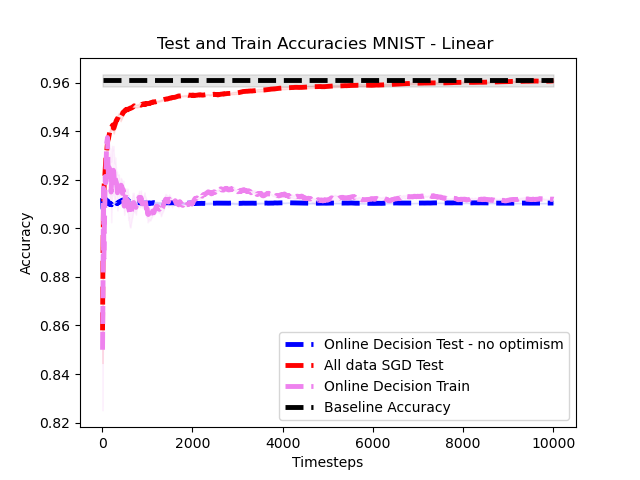 Test and Train Accuracies MNIST - Linear
Accuracy
0.96
0.94
0.92
0.90
0.88
0.86
0.84
0.82
Online Decision Test - no optimism
All data SGD Test
Online Decision Train
Baseline Accuracy
0 2000 4000 6000 8000 10000
Timesteps